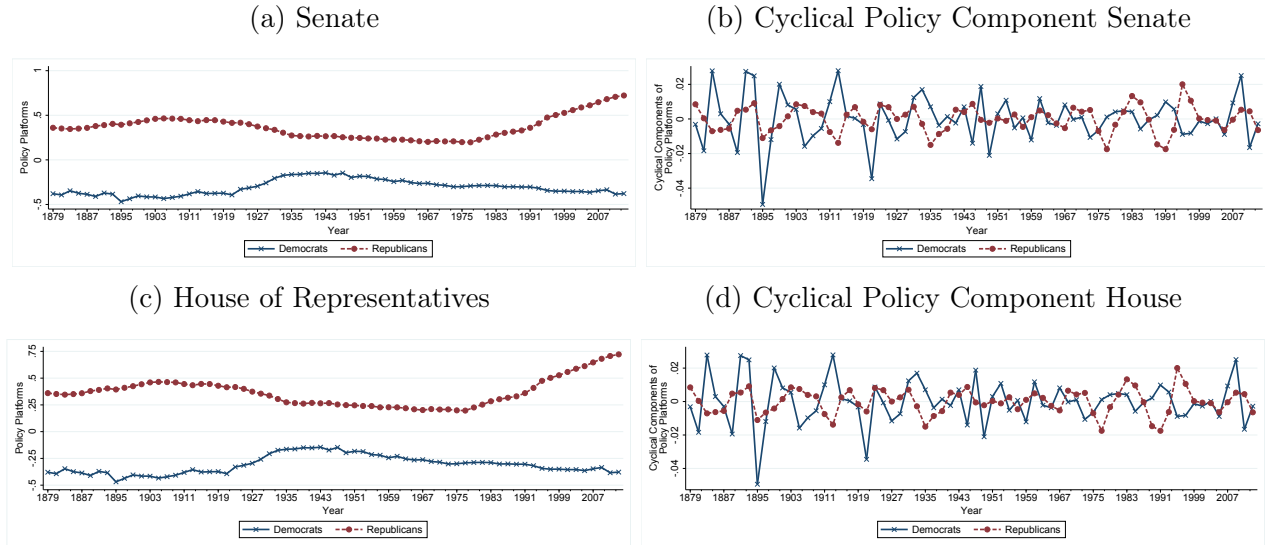 (a) Senate
Policy Platforms
1
.5
0
-.5
1879 1887 1895 1903 1911 1919 1927 1935 1943 1951 1959 1967 1975 1983 1991 1999 2007
Year
Democrats Republicans
(b) Cyclical Policy Component Senate
Cyclical Components of
Policy Platforms
.02
0
-.02
-.04
1879 1887 1895 1903 1911 1919 1927 1935 1943 1951 1959 1967 1975 1983 1991 1999 2007
Year
Democrats Republicans
(c) House of Representatives
Policy Platforms
.75
.5
.25
0
-.25
-.5
1879 1887 1895 1903 1911 1919 1927 1935 1943 1951 1959 1967 1975 1983 1991 1999 2007
Year
Democrats Republicans
(d) Cyclical Policy Component House
Cyclical Components of
Policy Platforms
.02
0
-.02
-.04
1879 1887 1895 1903 1911 1919 1927 1935 1943 1951 1959 1967 1975 1983 1991 1999 2007
Year
Democrats Republicans